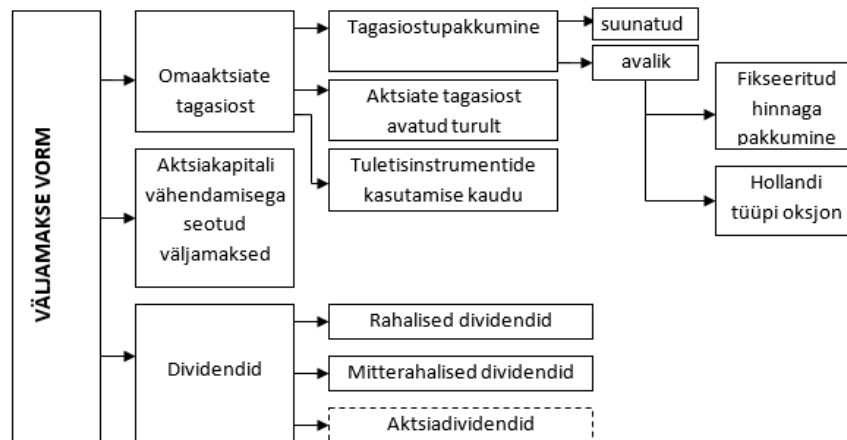 VÄLJAMAKSE VORM
Omaaktsiate
tagasiost
Tagasiostupakkumine
suunatud
avalik
Fikseeritud
hinnaga
pakkumine
Hollandi
tüüpi oksjon
Aktsiate tagasiost
avatud turult
Tuletisinstrumentide
kasutamise kaudu
Aktsiakapitali
vähendamisega
seotud
väljamaksed
Dividendid
Rahalised dividendid
Mitterahalised dividendid
Aktsiadividendid